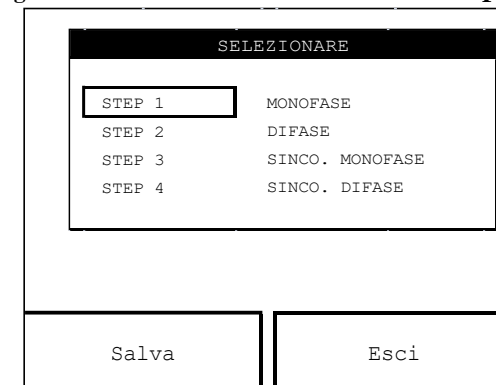 SELEZIONARE
STEP 1 MONOFASE
STEP 2 DIFASE
STEP 3 SINCO. MONOFASE
STEP 4 SINCO. DIFASE
Salva Esci